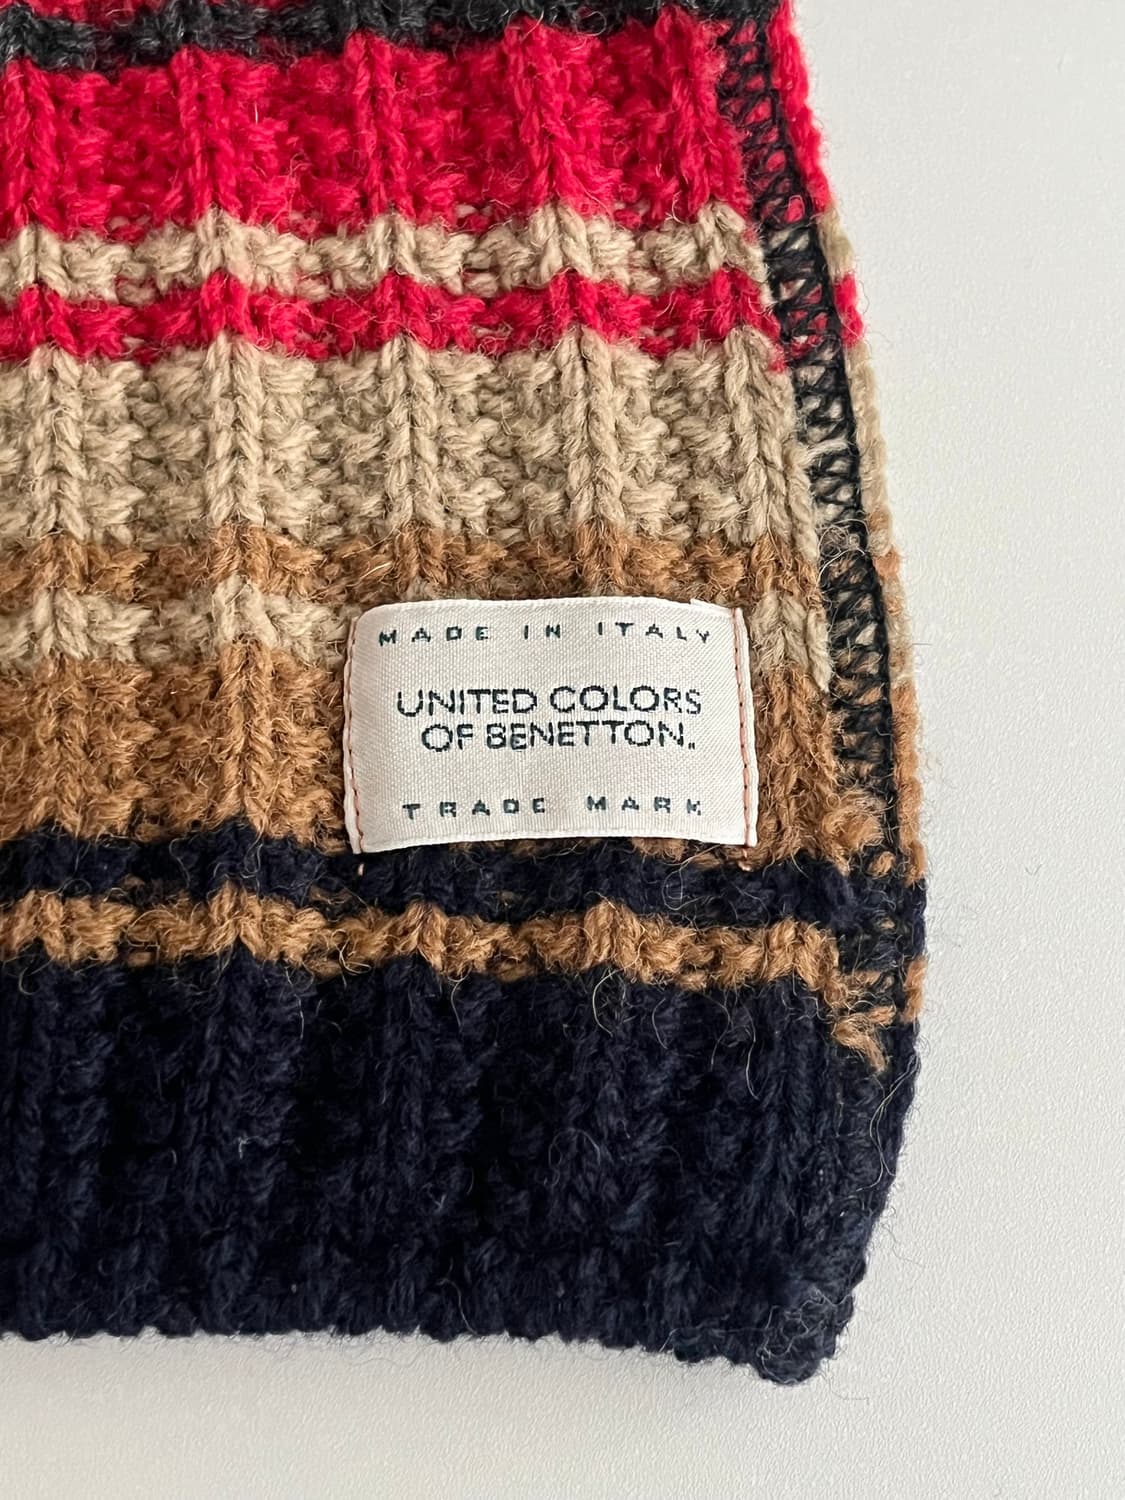 MADE IN ITALY
UNITED COLORS
OF BENETTON.
TRADE MARK